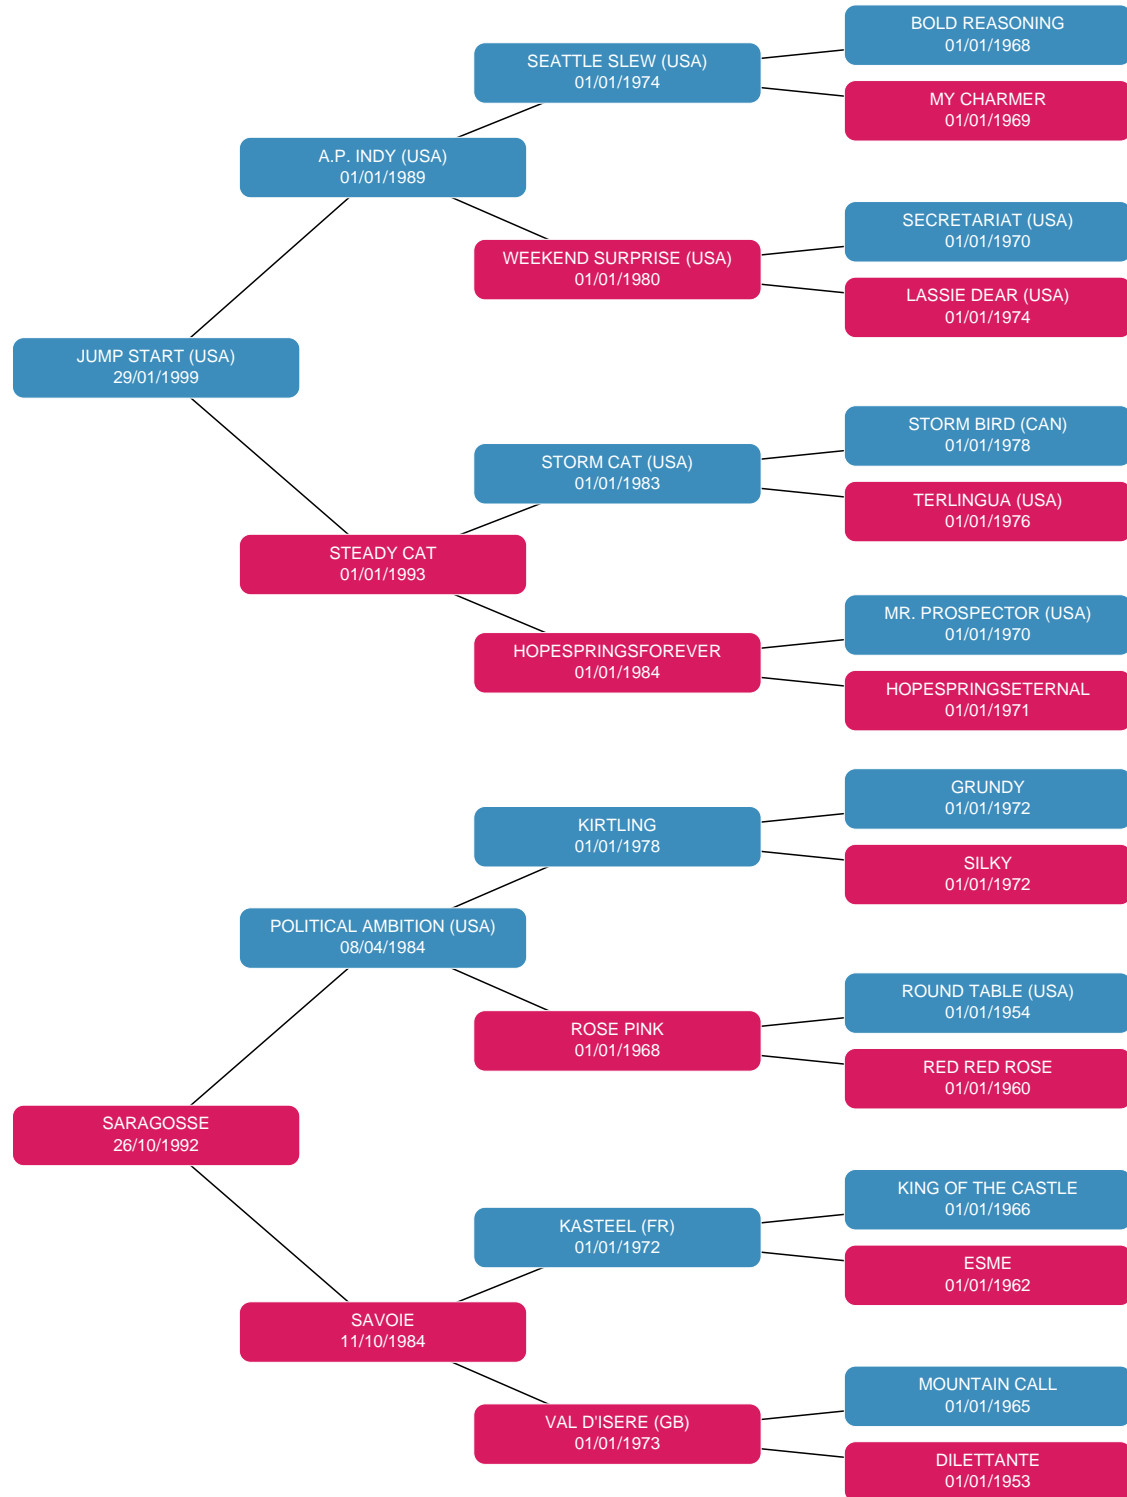 BOLD REASONING
01/01/1968
SEATTLE SLEW (USA)
01/01/1974
MY CHARMER
01/01/1969
A.P. INDY (USA)
01/01/1989
SECRETARIAT (USA)
01/01/1970
WEEKEND SURPRISE (USA)
01/01/1980
LASSIE DEAR (USA)
01/01/1974
JUMP START (USA)
29/01/1999
STORM BIRD (CAN)
01/01/1978
STORM CAT (USA)
01/01/1983
TERLINGUA (USA)
01/01/1976
STEADY CAT
01/01/1993
MR. PROSPECTOR (USA)
01/01/1970
HOPESPRINGSFOREVER
01/01/1984
HOPESPRINGSETERNAL
01/01/1971
GRUNDY
01/01/1972
KIRTLING
01/01/1978
SILKY
01/01/1972
POLITICAL AMBITION (USA)
08/04/1984
ROUND TABLE (USA)
01/01/1954
ROSE PINK
01/01/1968
RED RED ROSE
01/01/1960
SARAGOSSE
26/10/1992
KING OF THE CASTLE
01/01/1966
KASTEEL (FR)
01/01/1972
ESME
01/01/1962
SAVOIE
11/10/1984
MOUNTAIN CALL
01/01/1965
VAL D'ISERE (GB)
01/01/1973
DILETTANTE
01/01/1953